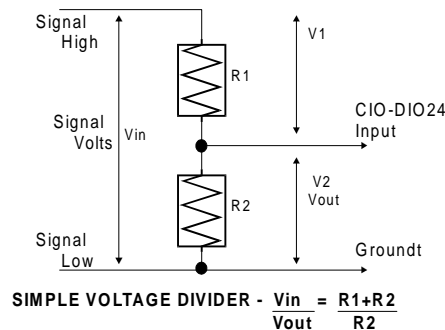 Signal
High
V1
R1
CIO-DIO24
Input
Signal
Volts
Vin
V2
Vout
R2
Signal
Low
Groundt
SIMPLE VOLTAGE DIVIDER - Vin = R1+R2
Vout R2